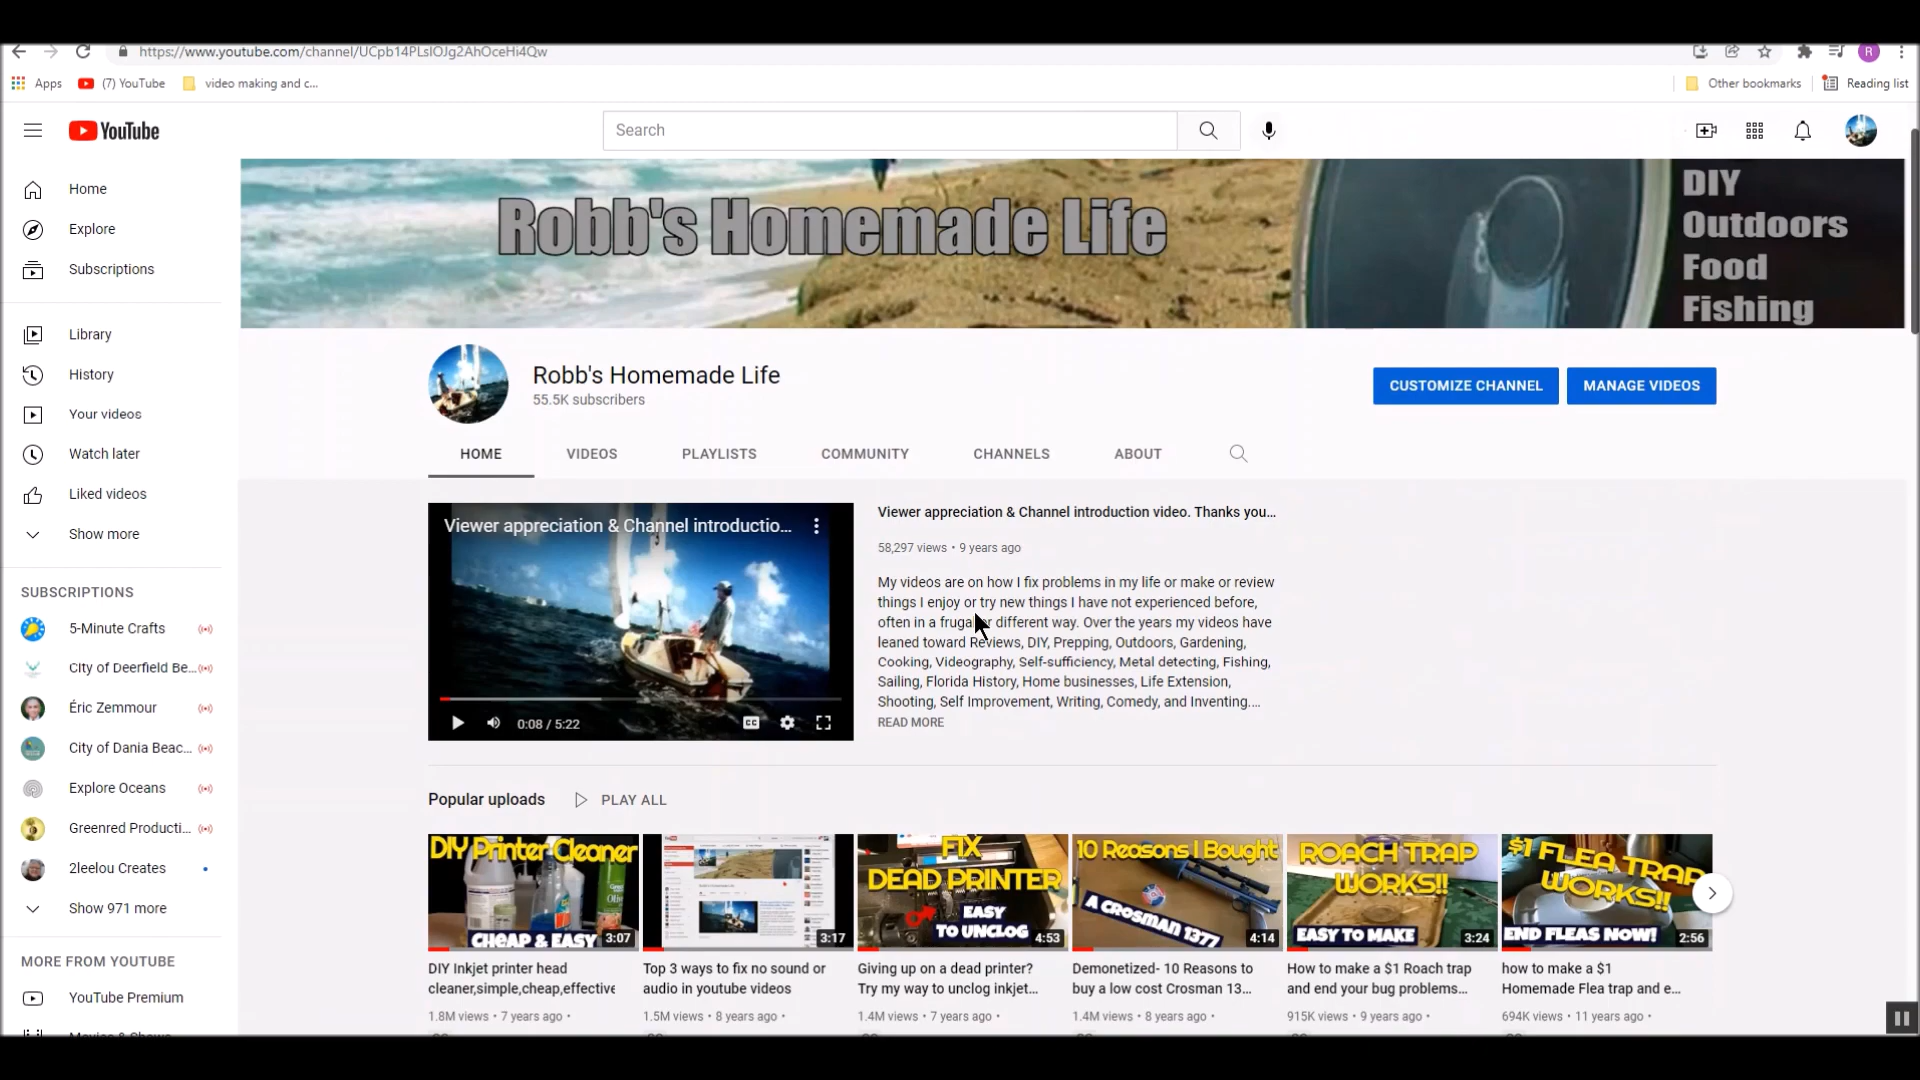 https://www.youtube.com/channel/UCpb14PLslOJg2AhOceHi4Qw
R
Apps
(7) YouTube
video making and c...
Other bookmarks
Reading list
YouTube
Search
Robb's Homemade Life
DIY
Outdoors
Food
Fishing
Home
Explore
Subscriptions
Library
History
Your videos
Watch later
Liked videos
Show more
SUBSCRIPTIONS
5-Minute Crafts
City of Deerfield Be...
Éric Zemmour
City of Dania Beac...
Explore Oceans
Greenred Producti...
2leelou Creates
Show 971 more
MORE FROM YOUTUBE
YouTube Premium
Robb's Homemade Life
55.5K subscribers
CUSTOMIZE CHANNEL
MANAGE VIDEOS
HOME
VIDEOS
PLAYLISTS
COMMUNITY
CHANNELS
ABOUT
Viewer appreciation & Channel introductio...
0:08 / 5:22
CC
Viewer appreciation & Channel introduction video. Thanks you...
58,297 views • 9 years ago
My videos are on how I fix problems in my life or make or review
things I enjoy or try new things I have not experienced before,
often in a frugal or different way. Over the years my videos have
leaned toward Reviews, DIY, Prepping, Outdoors, Gardening,
Cooking, Videography, Self-sufficiency, Metal detecting, Fishing,
Sailing, Florida History, Home businesses, Life Extension,
Shooting, Self Improvement, Writing, Comedy, and Inventing....
READ MORE
Popular uploads
PLAY ALL
DIY Printer Cleaner
CHEAP & EASY
3:07
DIY Inkjet printer head
cleaner,simple,cheap,effective
1.8M views • 7 years ago •
3:17
Top 3 ways to fix no sound or
audio in youtube videos
1.5M views • 8 years ago •
FIX
DEAD PRINTER
EASY
TO UNCLOG
4:53
Giving up on a dead printer?
Try my way to unclog inkjet...
1.4M views • 7 years ago •
10 Reasons I Bought
A CROSMAN 1377
4:14
Demonetized- 10 Reasons to
buy a low cost Crosman 13...
1.4M views • 8 years ago •
ROACH TRAP
WORKS!!
EASY TO MAKE
3:24
How to make a $1 Roach trap
and end your bug problems...
915K views • 9 years ago •
$1 FLEA TRAP
WORKS!!
END FLEAS NOW!
2:56
how to make a $1
Homemade Flea trap and e...
694K views • 11 years ago •